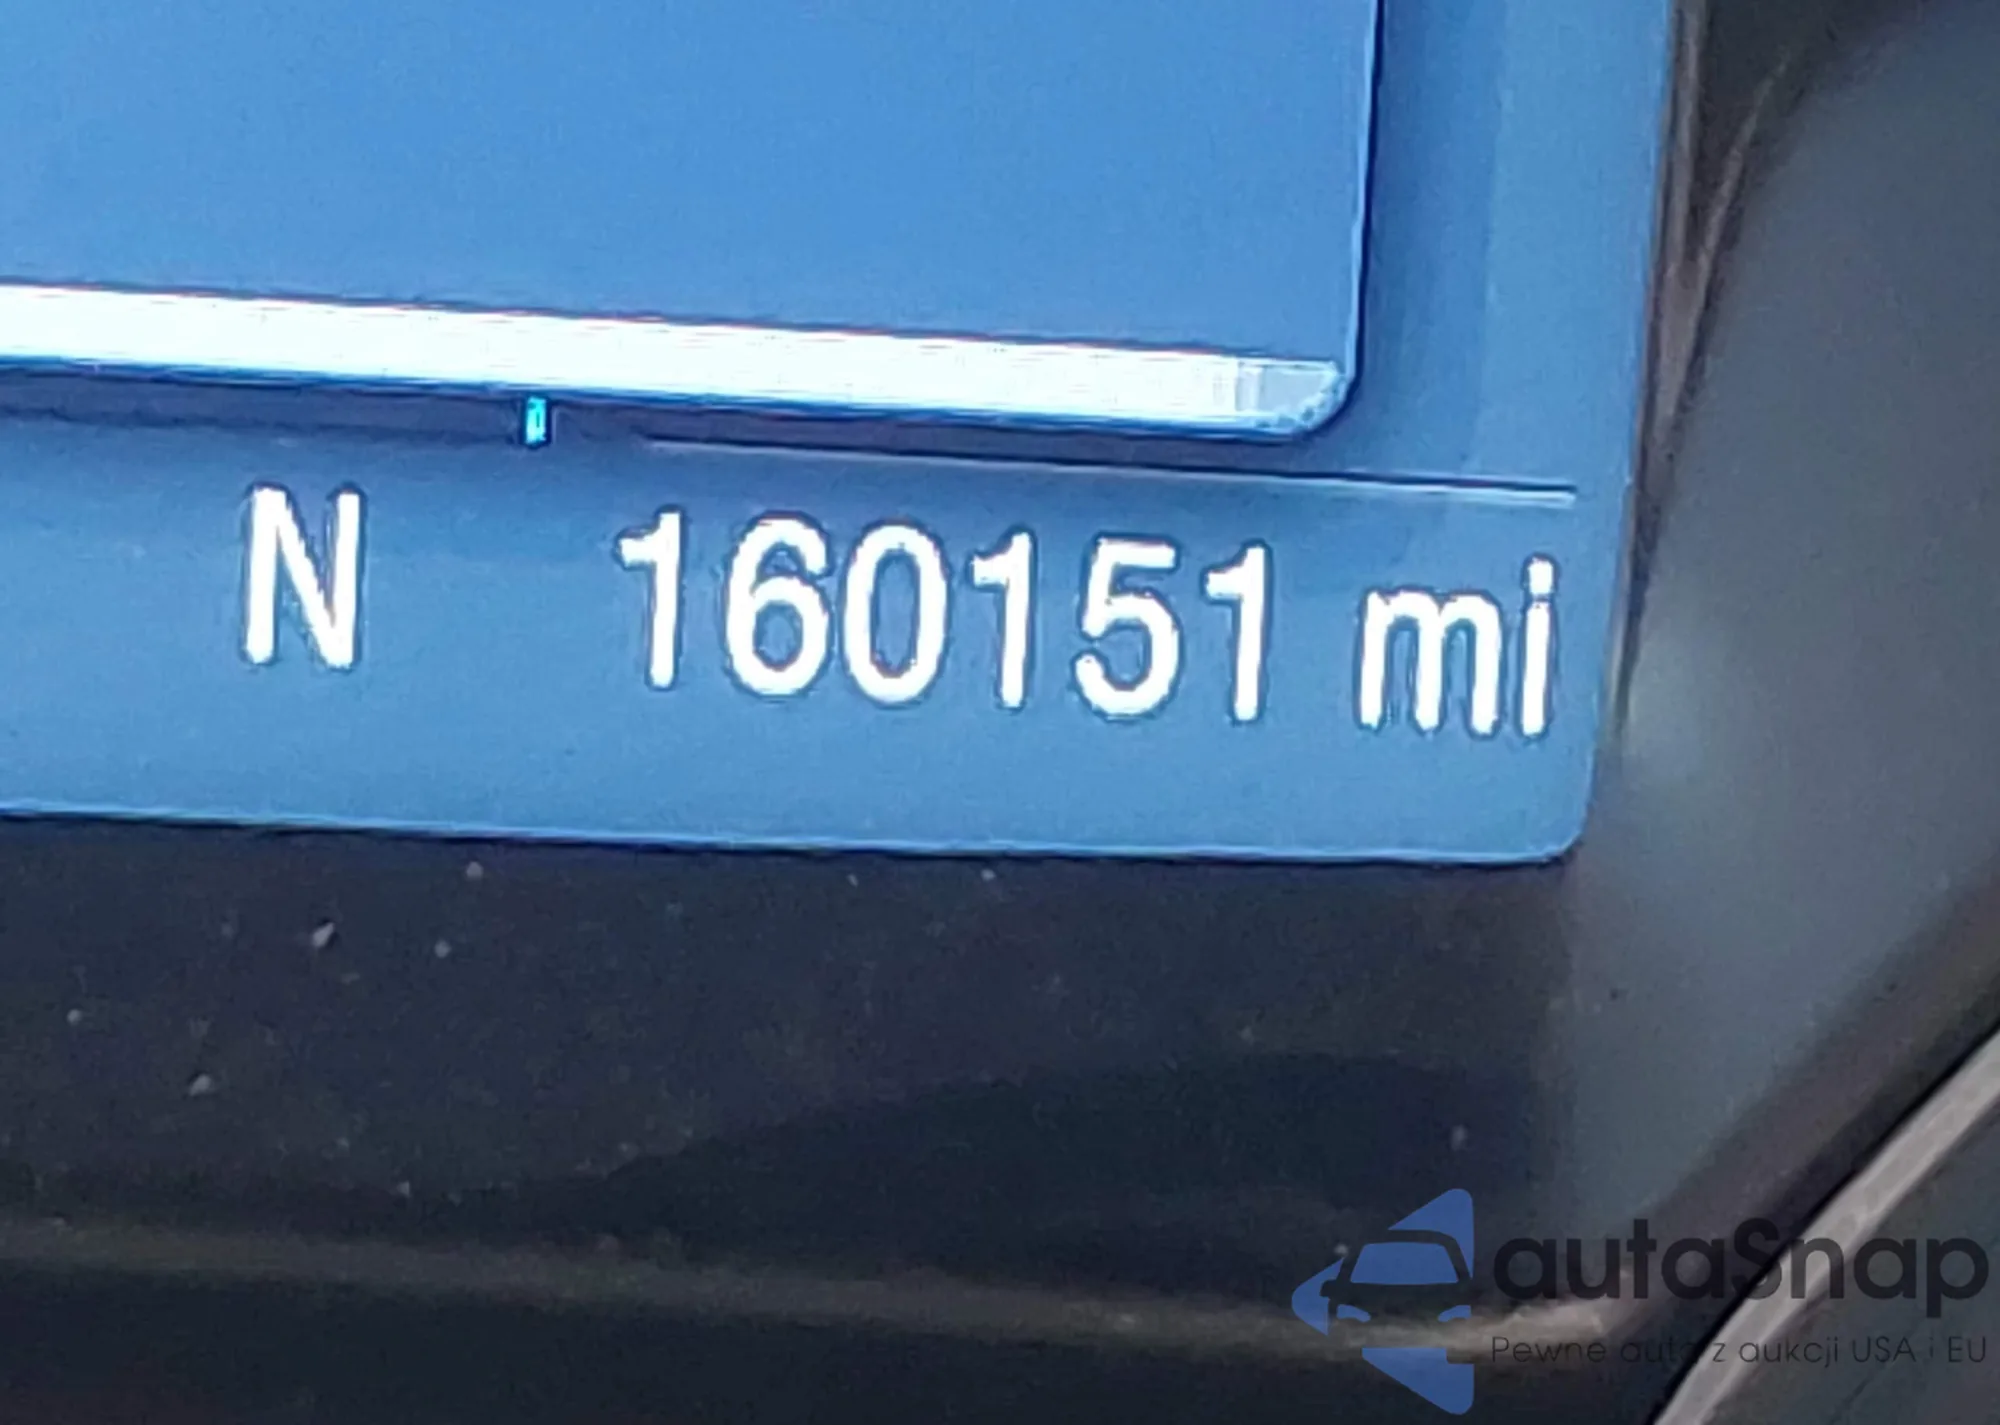 N 160151 mi
autaSnap
Pewne auta z aukcji USA i EU